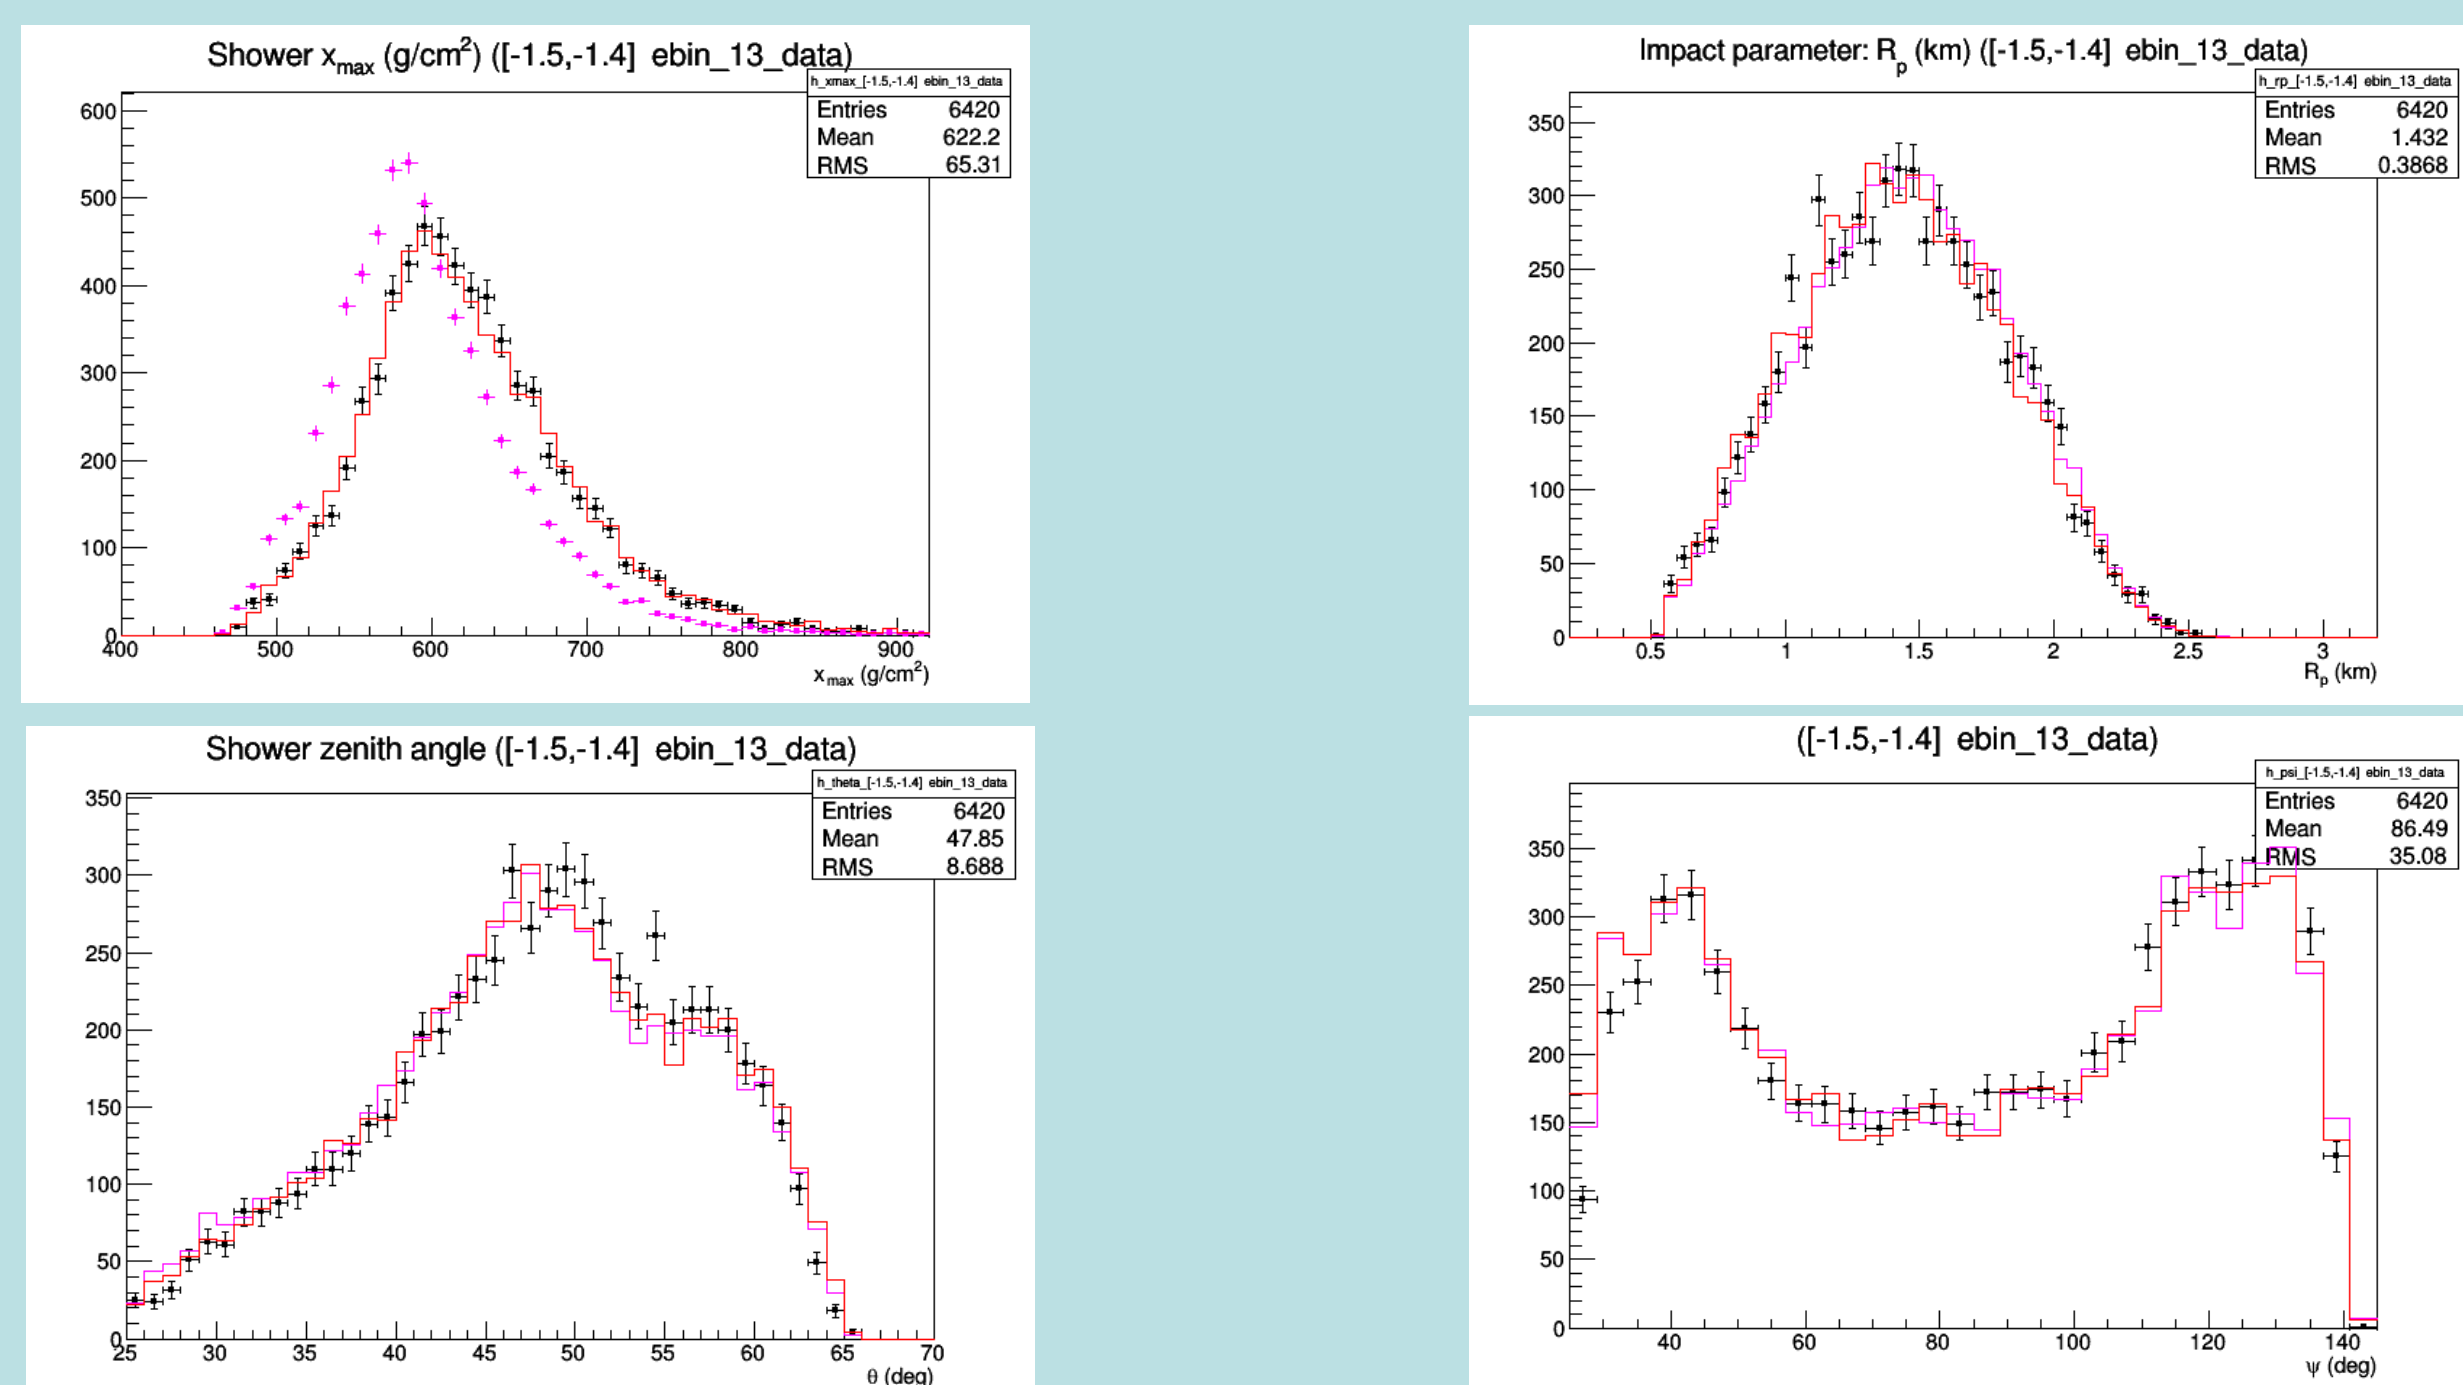 Shower x_max (g/cm²) ([-1.5,-1.4] ebin_13_data)
h_xmax_[-1.5,-1.4] ebin_13_data
Entries 6420
Mean 622.2
RMS 65.31
600
500
400
300
200
100
0
400 500 600 700 800 900
x_max (g/cm²)
Impact parameter: R_p (km) ([-1.5,-1.4] ebin_13_data)
h_rp_[-1.5,-1.4] ebin_13_data
Entries 6420
Mean 1.432
RMS 0.3868
350
300
250
200
150
100
50
0
0.5 1 1.5 2 2.5 3
R_p (km)
Shower zenith angle ([-1.5,-1.4] ebin_13_data)
h_theta_[-1.5,-1.4] ebin_13_data
Entries 6420
Mean 47.85
RMS 8.688
350
300
250
200
150
100
50
0
25 30 35 40 45 50 55 60 65 70
θ (deg)
([-1.5,-1.4] ebin_13_data)
h_psi_[-1.5,-1.4] ebin_13_data
Entries 6420
Mean 86.49
RMS 35.08
350
300
250
200
150
100
50
0
40 60 80 100 120 140
ψ (deg)